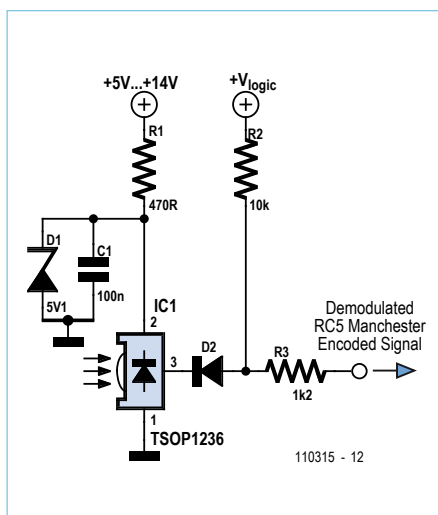 +5V...+14V
+Vlogic
R1
470R
R2
10k
D1
5V1
C1
100n
IC1
2
3
1
TSOP1236
D2
R3
1k2
Demodulated
RC5 Manchester
Encoded Signal
110315 - 12